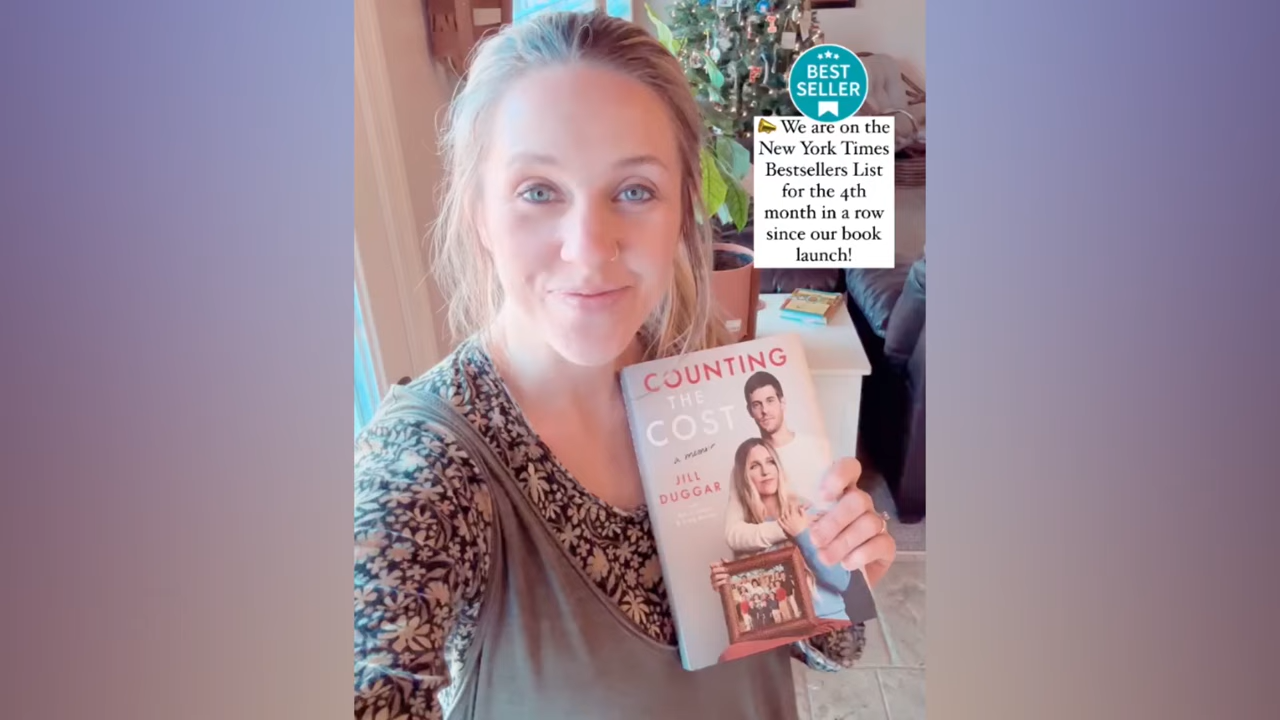 BEST
SELLER
📣 We are on the
New York Times
Bestsellers List
for the 4th
month in a row
since our book
launch!
COUNTING
THE
COST
a memoir
JILL
DUGGAR